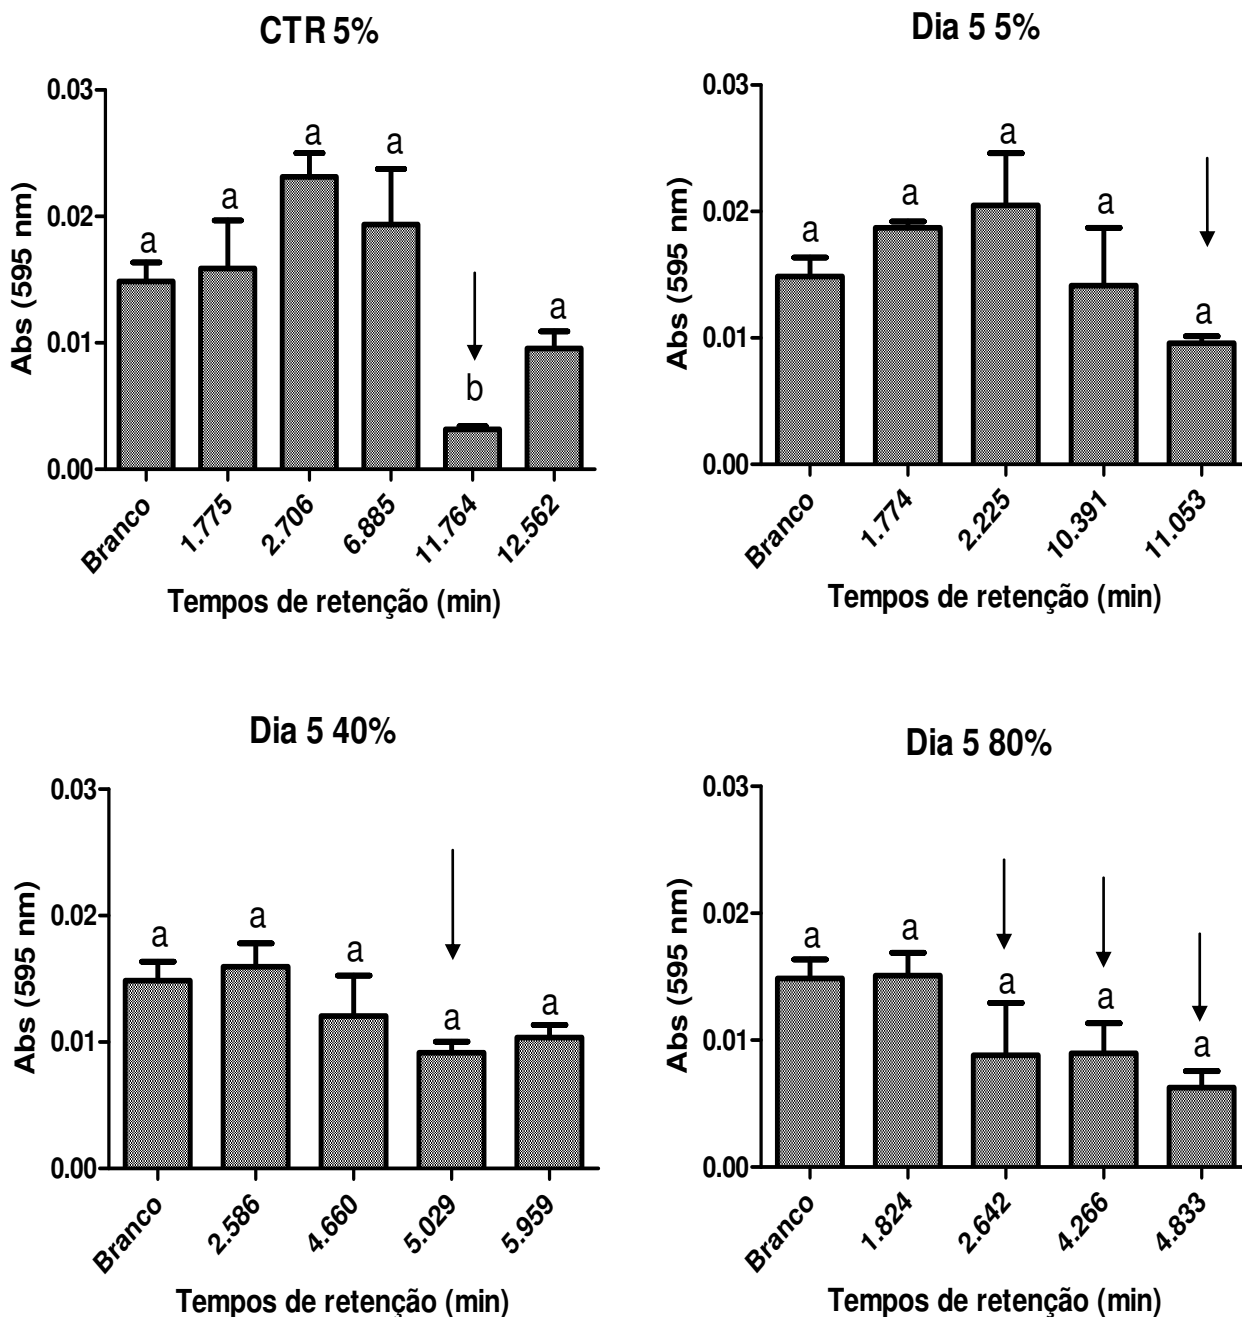 CTR 5%
0.03
0.02
0.01
0.00
Abs (595 nm)
a
a
a
a
b
a
Branco
1.775
2.706
6.885
11.764
12.562
Tempos de retenção (min)
Dia 5 5%
0.03
0.02
0.01
0.00
Abs (595 nm)
a
a
a
a
a
Branco
1.774
2.225
10.391
11.053
Tempos de retenção (min)
Dia 5 40%
0.03
0.02
0.01
0.00
Abs (595 nm)
a
a
a
a
a
Branco
2.586
4.660
5.029
5.959
Tempos de retenção (min)
Dia 5 80%
0.03
0.02
0.01
0.00
Abs (595 nm)
a
a
a
a
a
Branco
1.824
2.642
4.266
4.833
Tempos de retenção (min)